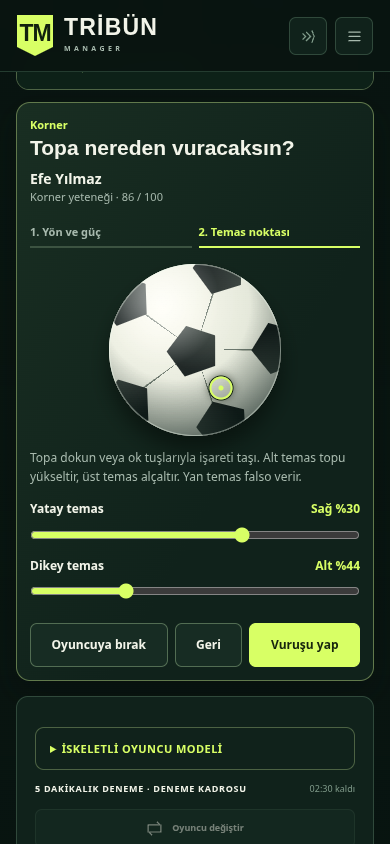 TM TRİBÜN
MANAGER
Korner
Topa nereden vuracaksın?
Efe Yılmaz
Korner yeteneği · 86 / 100
1. Yön ve güç
2. Temas noktası
Topa dokun veya ok tuşlarıyla işareti taşı. Alt temas topu
yükseltir, üst temas alçaltır. Yan temas falso verir.
Yatay temas
Sağ %30
Dikey temas
Alt %44
Oyuncuya bırak
Geri
Vuruşu yap
▸ İSKELETLİ OYUNCU MODELİ
5 DAKİKALIK DENEME · DENEME KADROSU
02:30 kaldı
Oyuncu değiştir